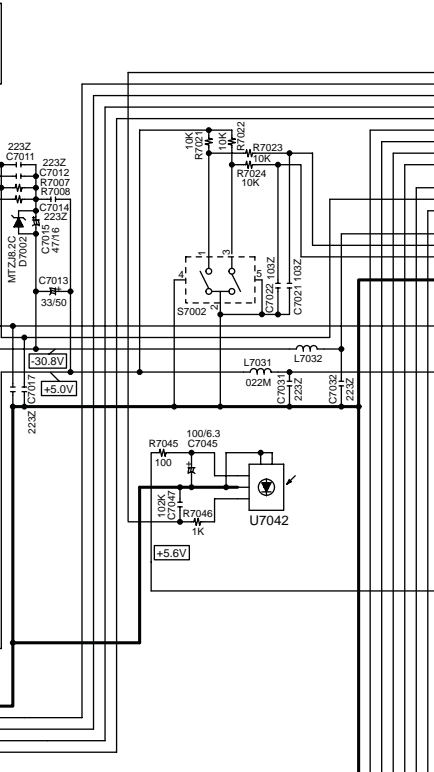 R7021
10K
R7022
10K
R7023
10K
R7024
10K
223Z
C7011
223Z
C7012
R7007
R7008
C7014
223Z
C7015
47/16
MTZJ8.2C
D7002
C7013
33/50
1
3
4
5
2
S7002
C7022 103Z
C7021 103Z
L7032
-30.8V
+5.0V
L7031
022M
C7017
223Z
C7031
223Z
C7032
223Z
100/6.3
C7045
R7045
100
102K
C7047
R7046
1K
U7042
+5.6V